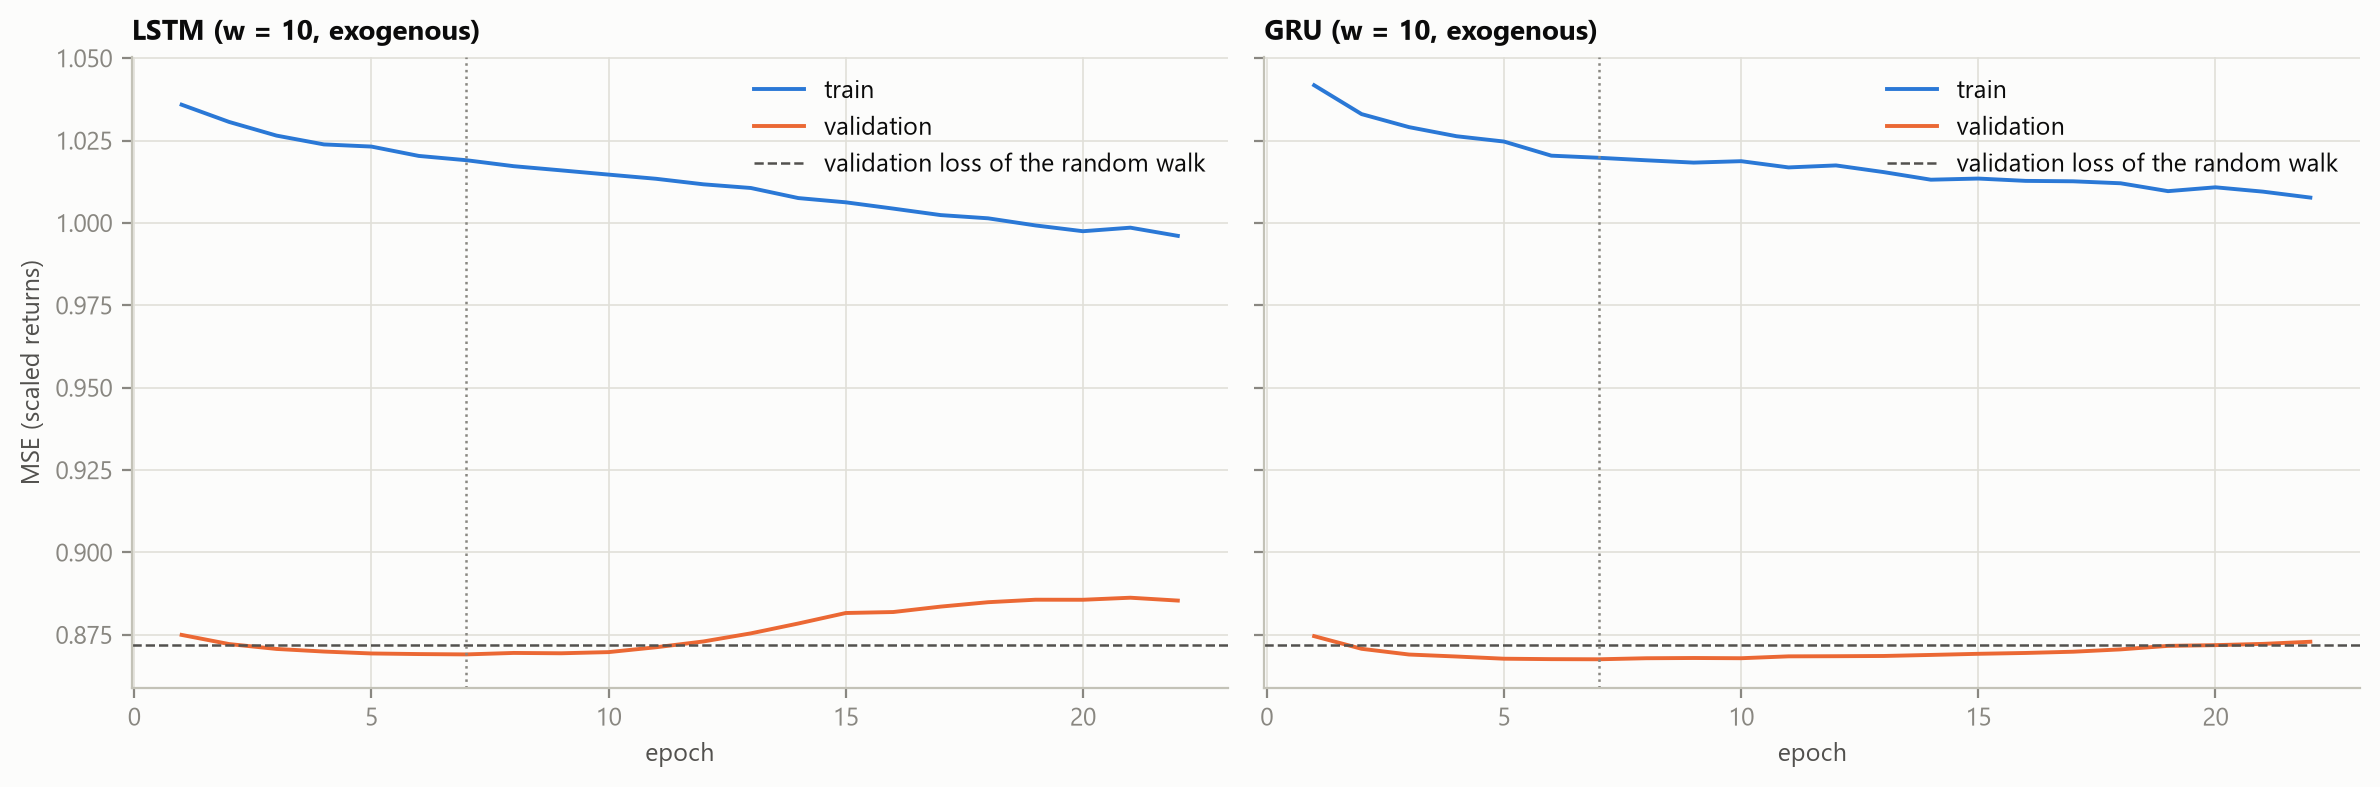 LSTM (w = 10, exogenous)
1.050
1.025
1.000
0.975
0.950
0.925
0.900
0.875
MSE (scaled returns)
train
validation
validation loss of the random walk
0 5 10 15 20
epoch
GRU (w = 10, exogenous)
train
validation
validation loss of the random walk
0 5 10 15 20
epoch